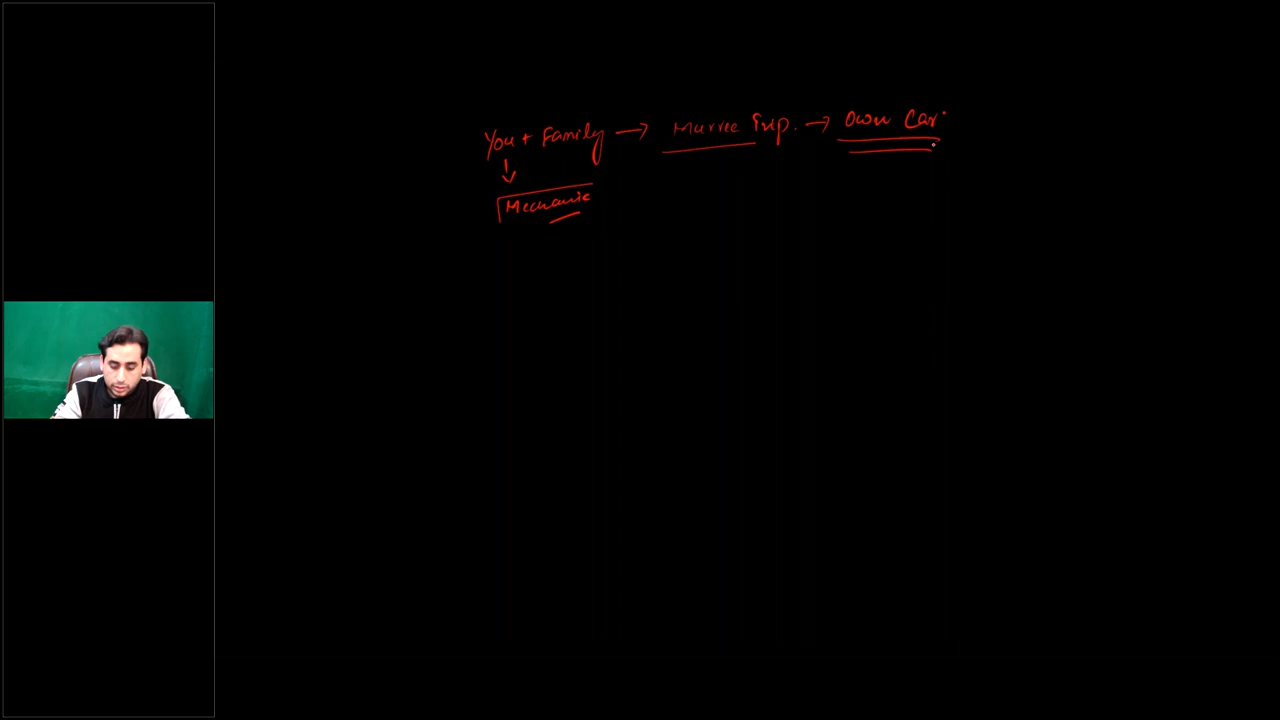 You + Family → Murree Trip. → Own Car.
↓
Mechanic